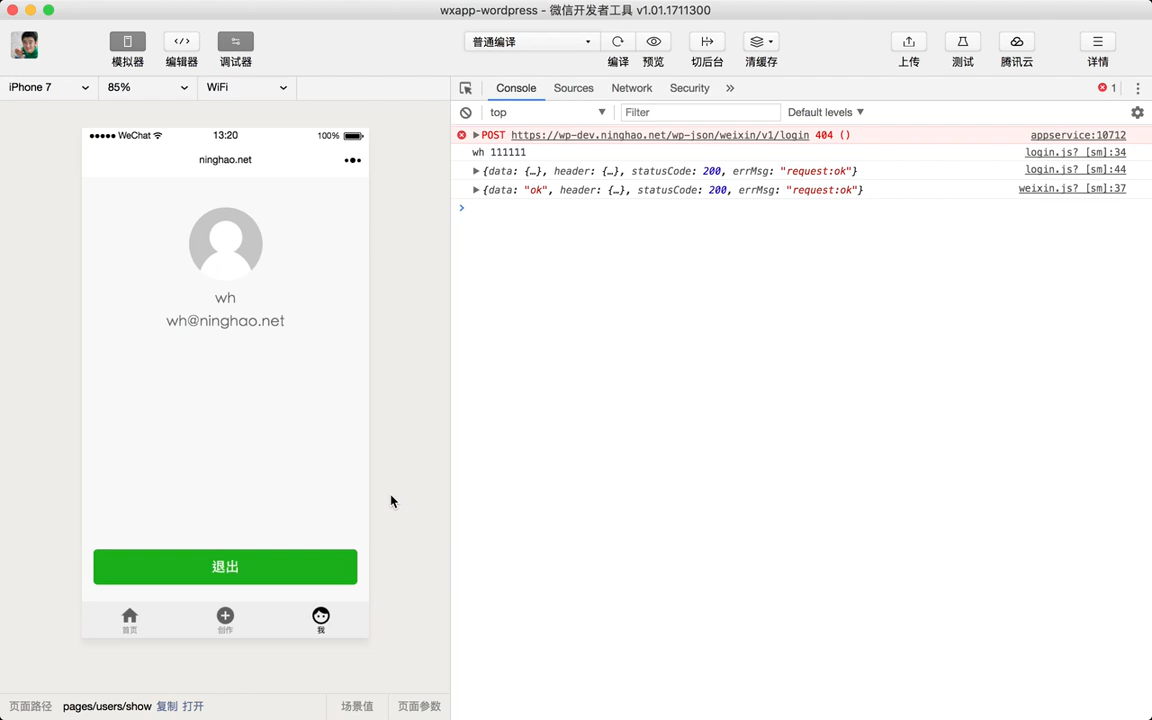 wxapp-wordpress - 微信开发者工具 v1.01.1711300
模拟器 编辑器 调试器 普通编译 编译 预览 切后台 清缓存 上传 测试 腾讯云 详情
iPhone 7 85% WiFi
Console Sources Network Security » 1
top Filter Default levels
POST https://wp-dev.ninghao.net/wp-json/weixin/v1/login 404 () appservice:10712
wh 111111 login.js? [sm]:34
{data: {…}, header: {…}, statusCode: 200, errMsg: "request:ok"} login.js? [sm]:44
{data: "ok", header: {…}, statusCode: 200, errMsg: "request:ok"} weixin.js? [sm]:37
WeChat 13:20 100%
ninghao.net
wh
wh@ninghao.net
退出
首页 创作 我
页面路径 pages/users/show 复制 打开 场景值 页面参数